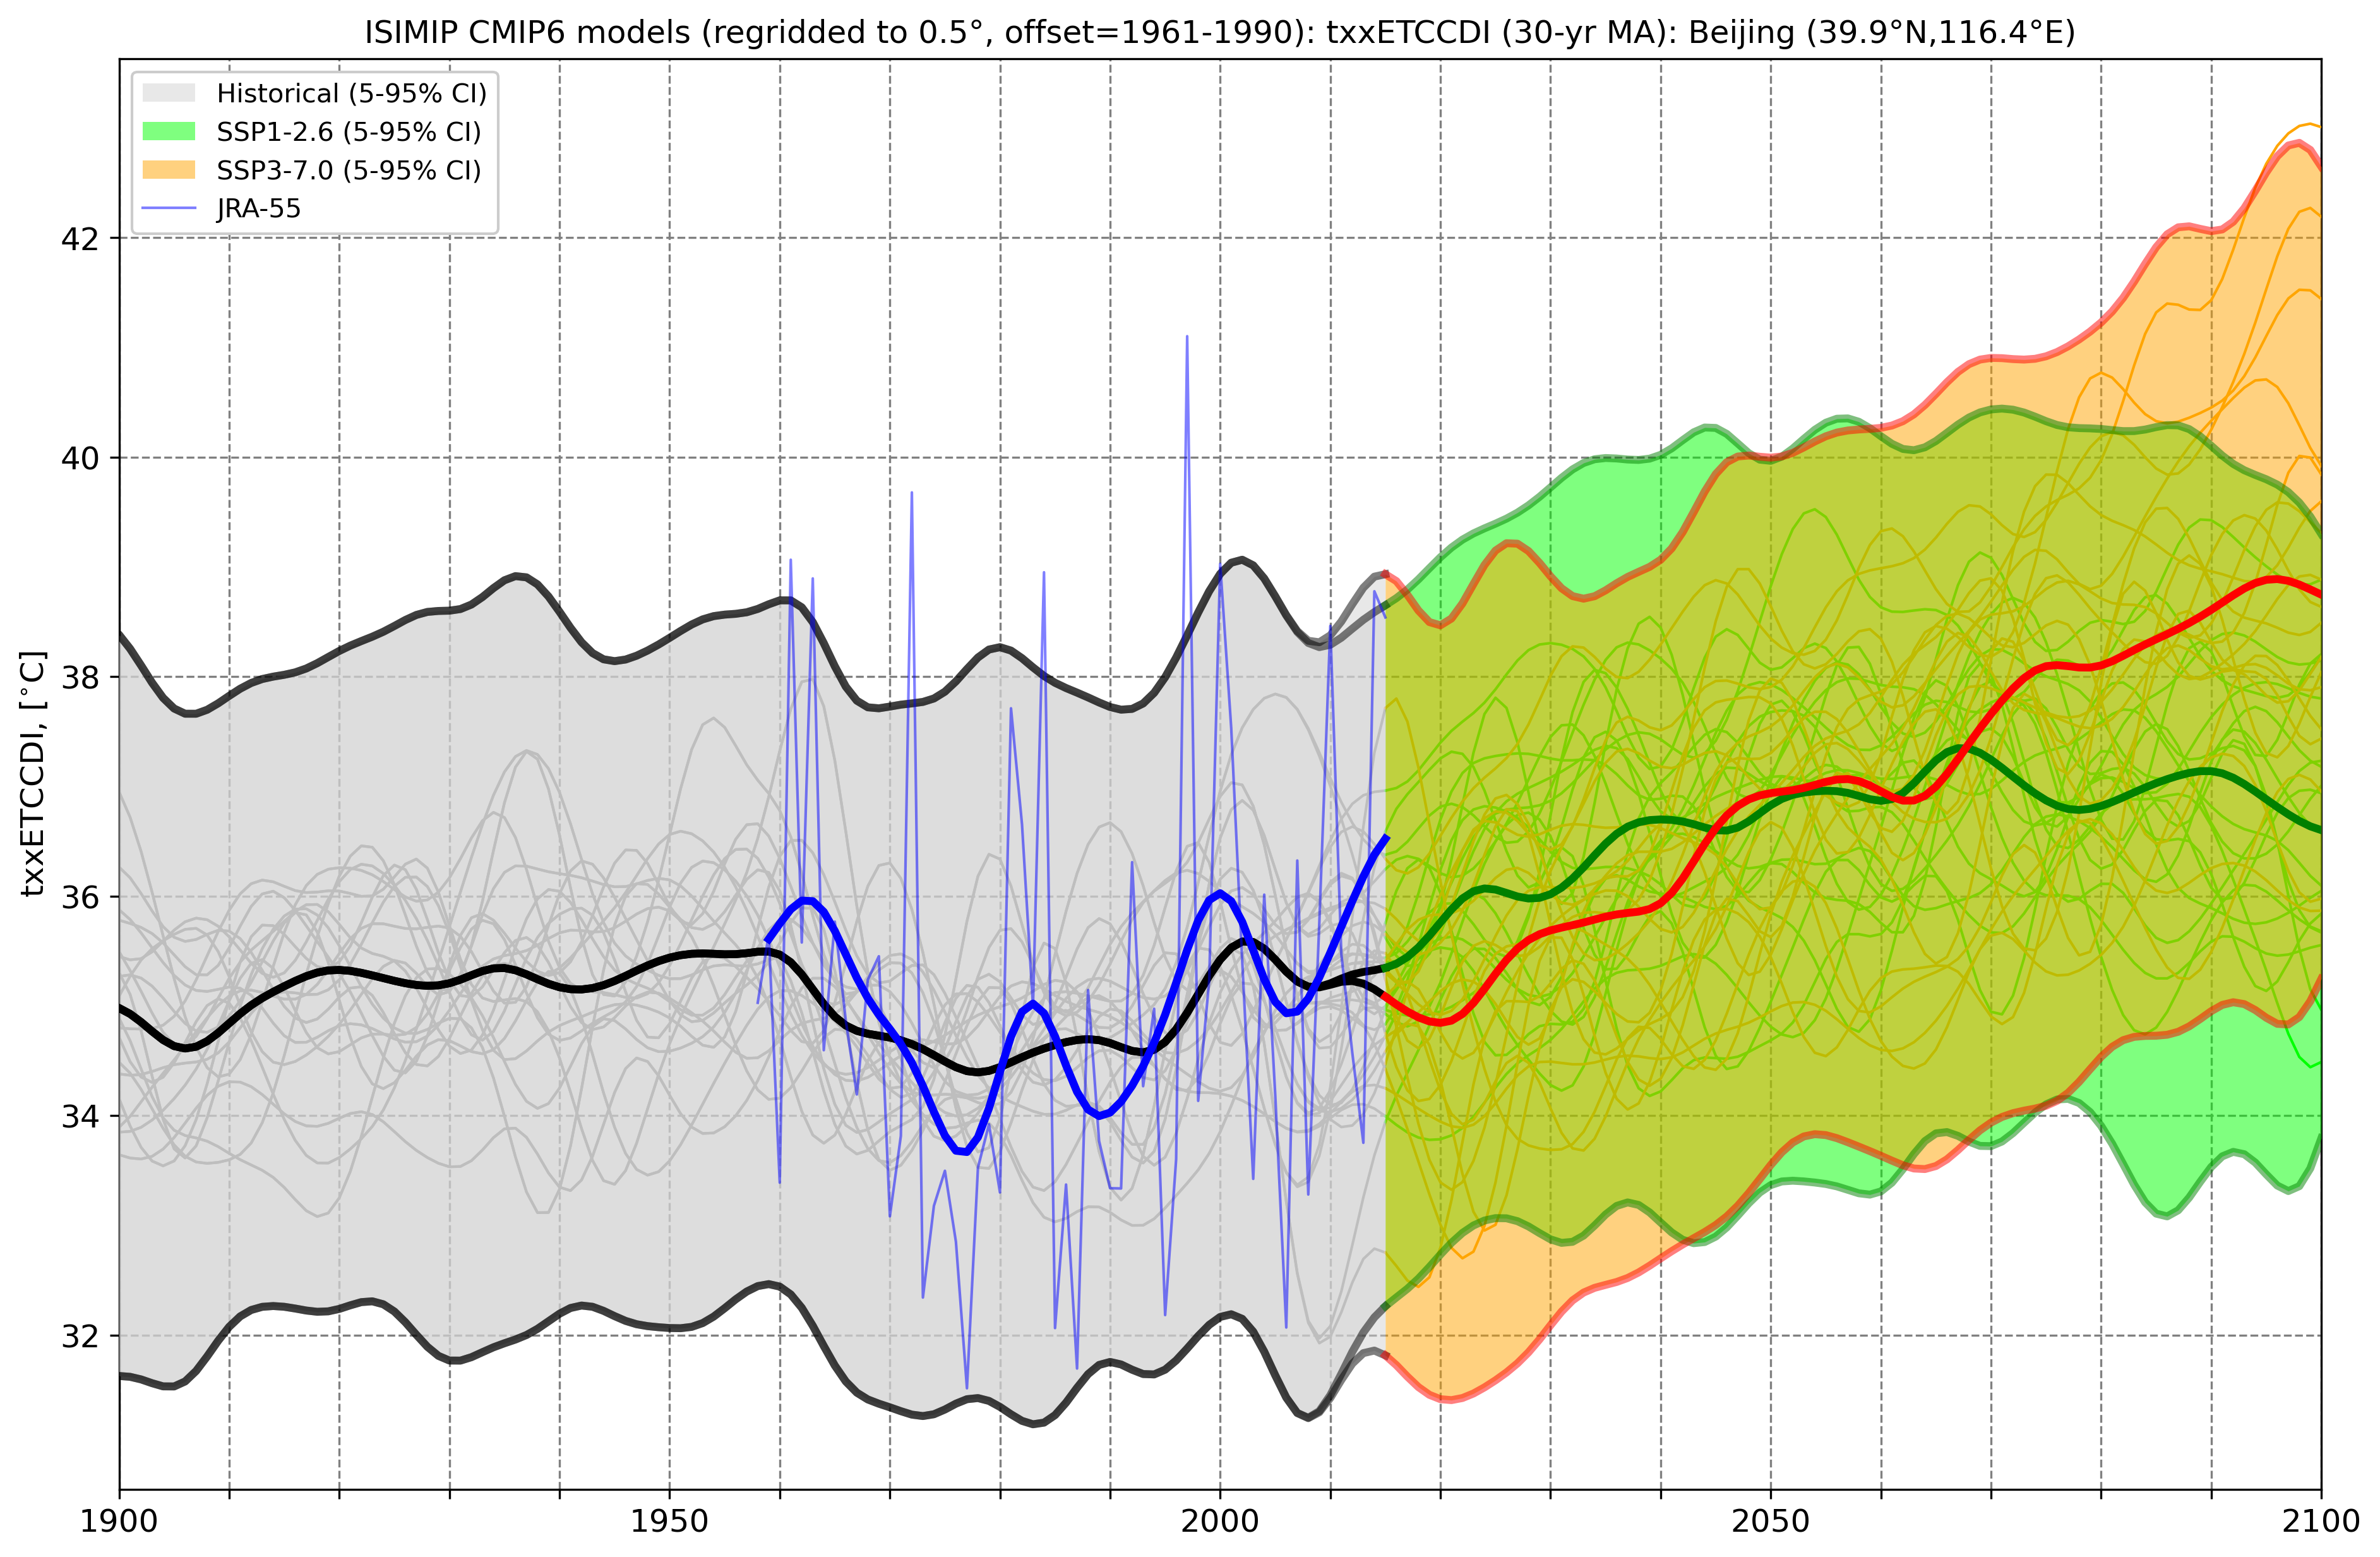 ISIMIP CMIP6 models (regridded to 0.5°, offset=1961-1990): txxETCCDI (30-yr MA): Beijing (39.9°N,116.4°E)
Historical (5-95% CI)
SSP1-2.6 (5-95% CI)
SSP3-7.0 (5-95% CI)
JRA-55
txxETCCDI, [°C]
42
40
38
36
34
32
1900
1950
2000
2050
2100